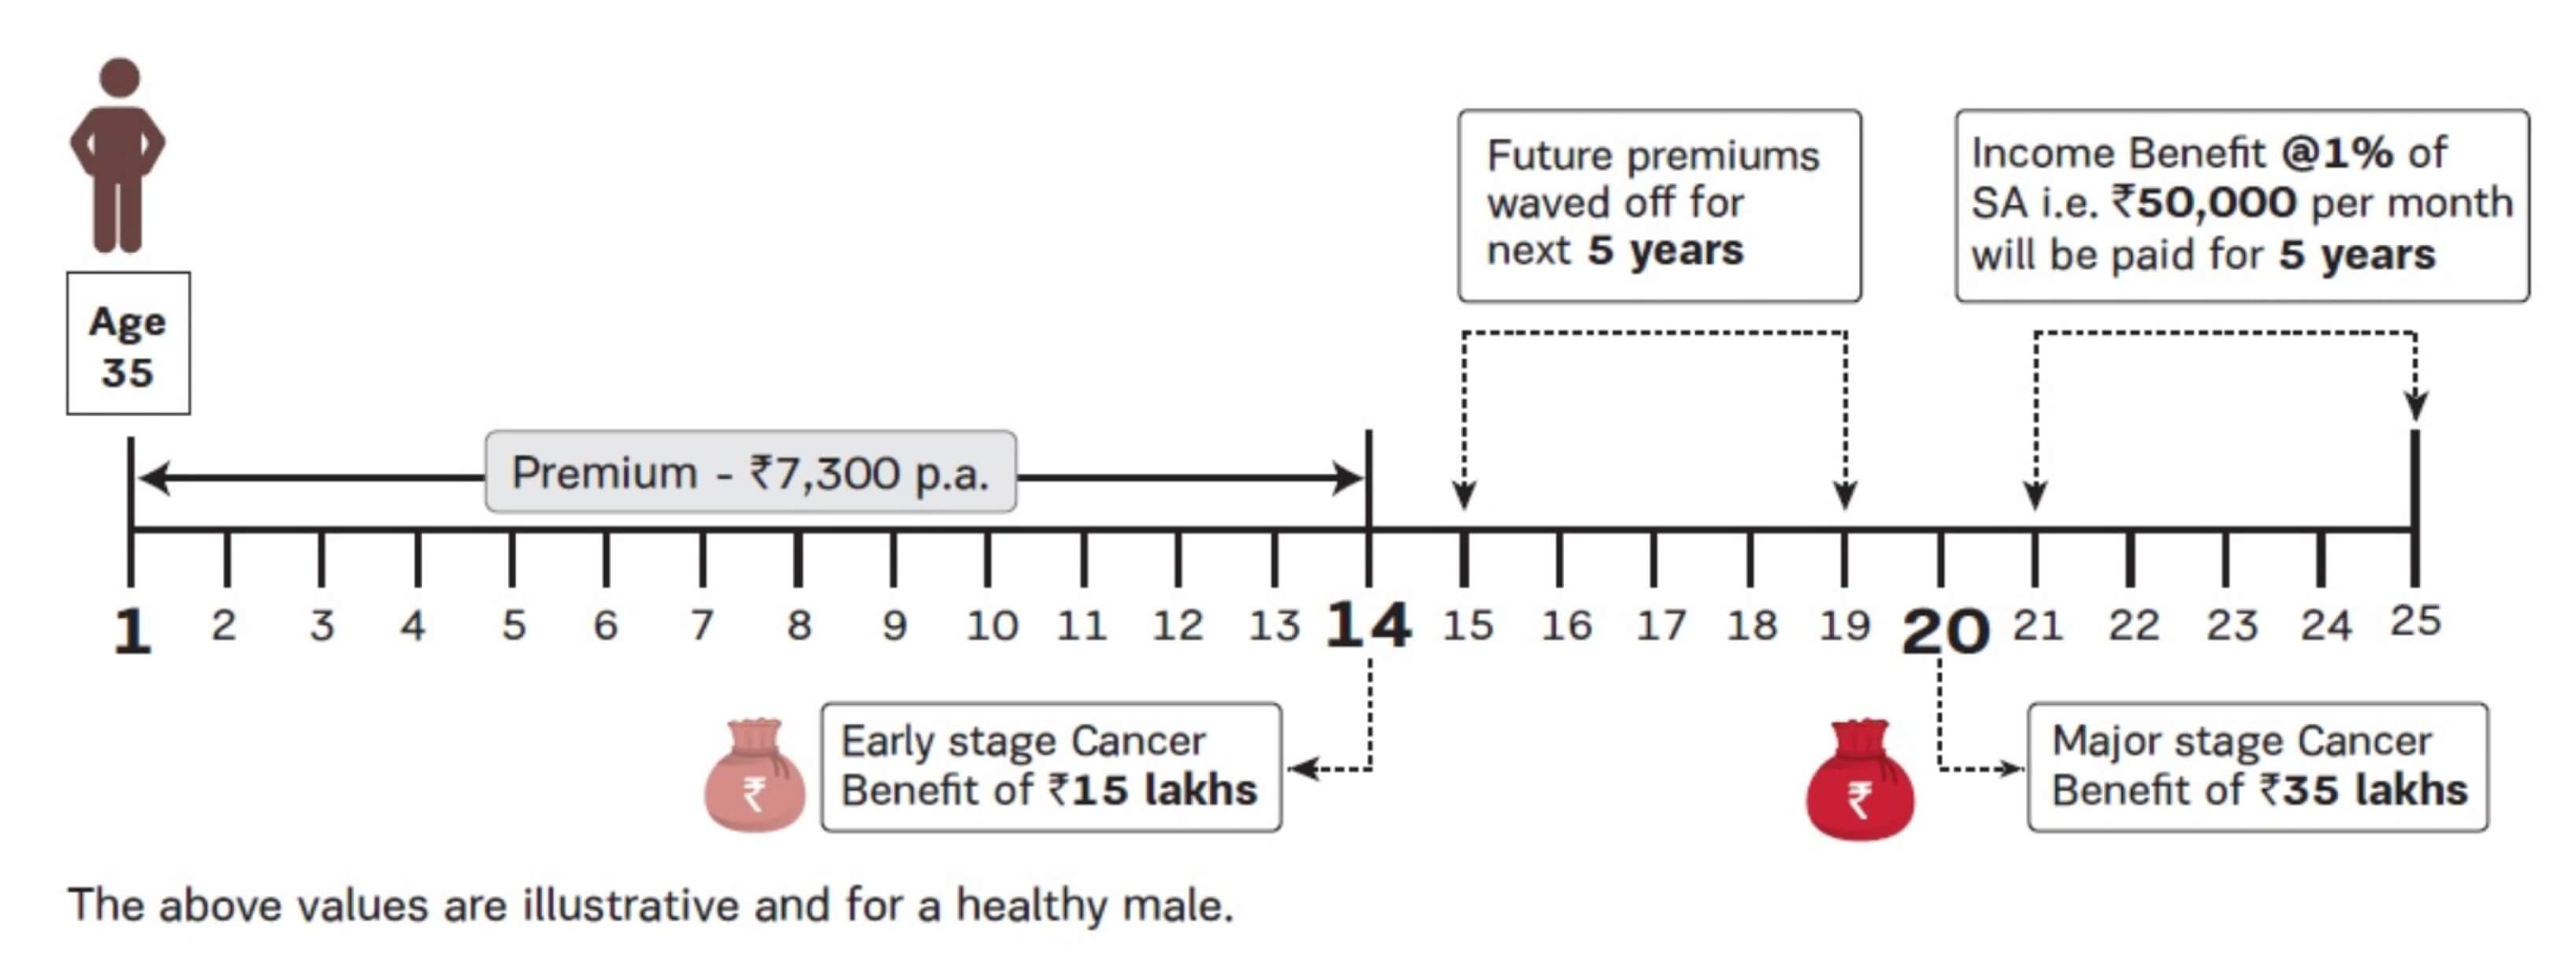 Age
35
Future premiums
waved off for
next 5 years
Income Benefit @1% of
SA i.e. ₹50,000 per month
will be paid for 5 years
Premium - ₹7,300 p.a.
1 2 3 4 5 6 7 8 9 10 11 12 13 14 15 16 17 18 19 20 21 22 23 24 25
₹
Early stage Cancer
Benefit of ₹15 lakhs
₹
Major stage Cancer
Benefit of ₹35 lakhs
The above values are illustrative and for a healthy male.